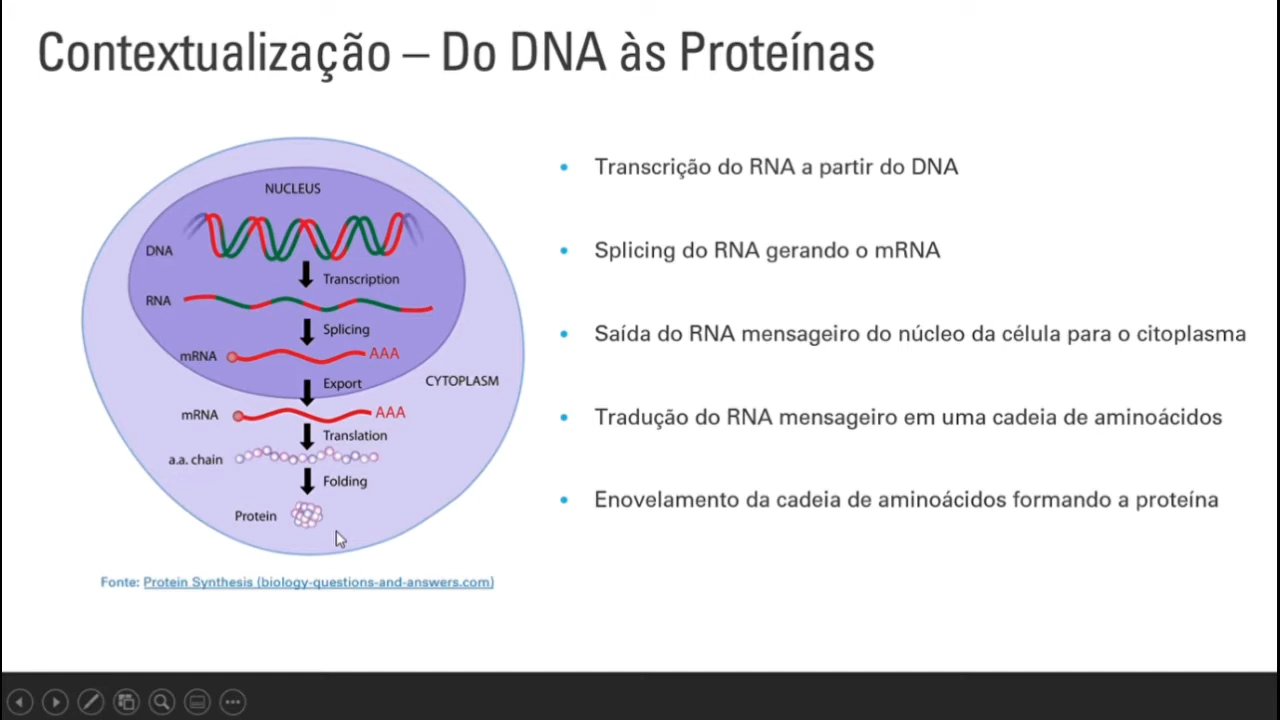 Contextualização – Do DNA às Proteínas
NUCLEUS
DNA
Transcription
RNA
Splicing
mRNA
AAA
Export
CYTOPLASM
mRNA
AAA
Translation
a.a. chain
Folding
Protein
Fonte: Protein Synthesis (biology-questions-and-answers.com)
• Transcrição do RNA a partir do DNA
• Splicing do RNA gerando o mRNA
• Saída do RNA mensageiro do núcleo da célula para o citoplasma
• Tradução do RNA mensageiro em uma cadeia de aminoácidos
• Enovelamento da cadeia de aminoácidos formando a proteína